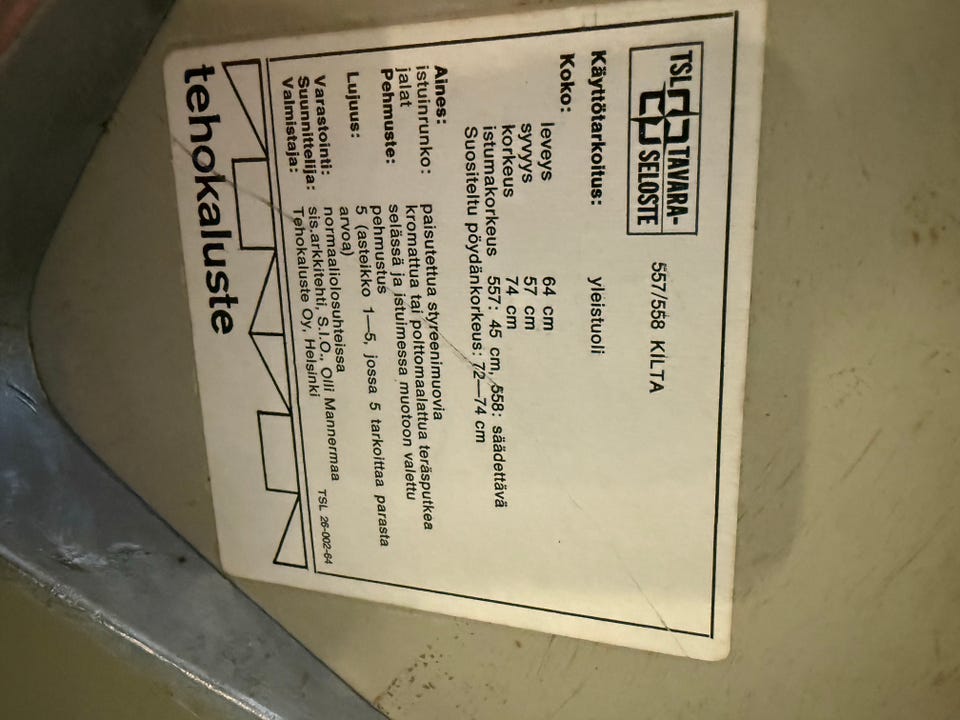 TSL TAVARA-
SELOSTE
557/558 KILTA
Käyttötarkoitus: yleistuoli
Koko: leveys 64 cm
syvyys 57 cm
korkeus 74 cm
istumakorkeus 557: 45 cm, 558: säädettävä
Suositeltu pöydänkorkeus: 72—74 cm
Aines:
istuinrunko: paisutettua styreenimuovia
jalat kromattua tai polttomaalattua teräsputkea
Pehmuste: selässä ja istuimessa muotoon valettu
pehmustus
Lujuus: 5 (asteikko 1—5, jossa 5 tarkoittaa parasta
arvoa)
Varastointi: normaaliolosuhteissa
Suunnittelija: sis.arkkitehti, S.I.O., Olli Mannermaa
Valmistaja: Tehokaluste Oy, Helsinki
TSL 26-002-64
tehokaluste